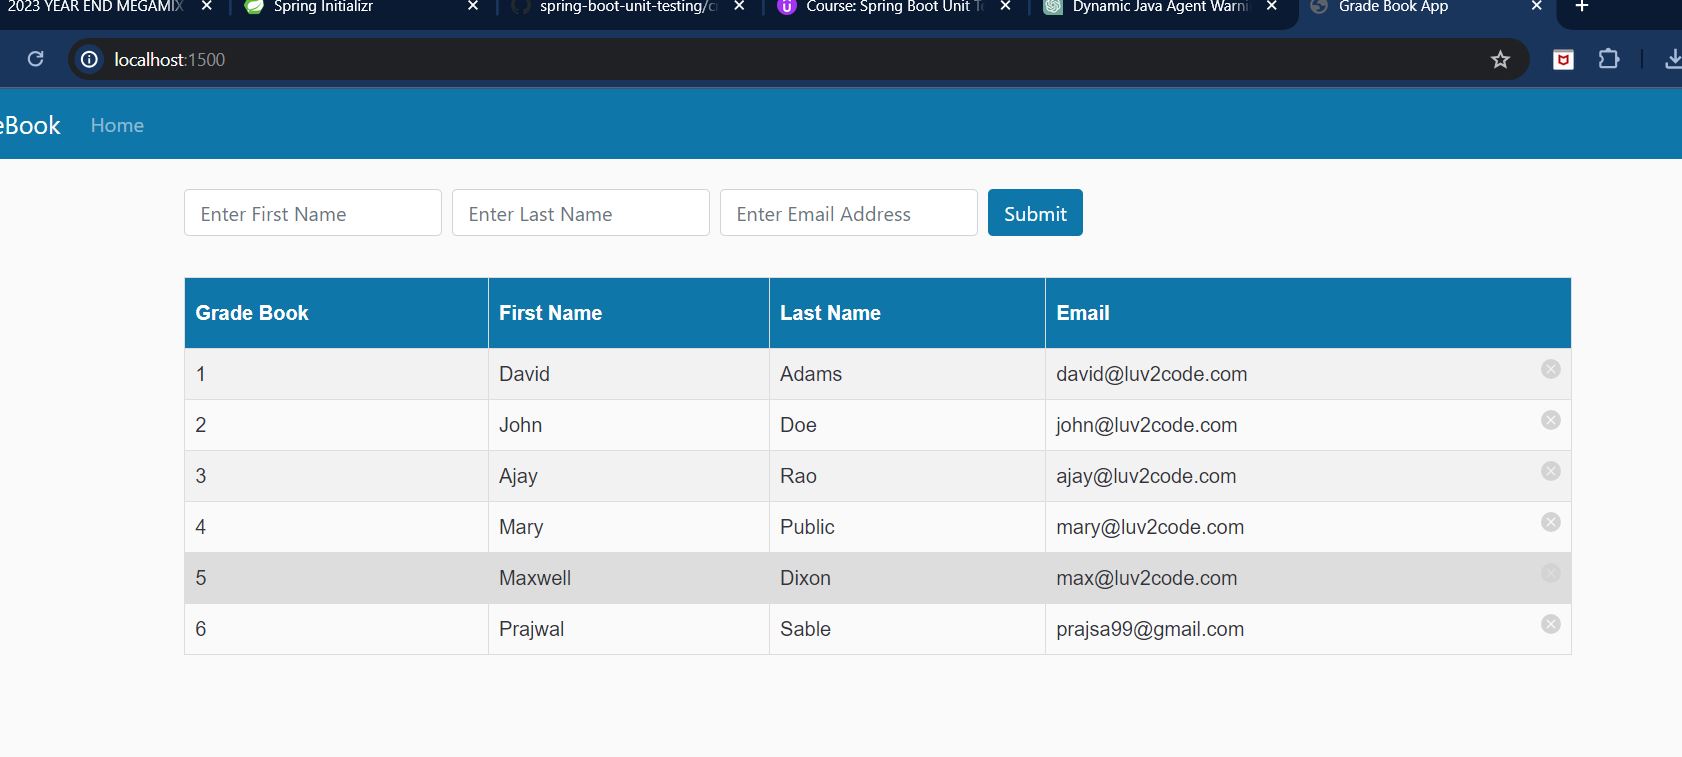 2023 YEAR END MEGAMIX Spring Initializr spring-boot-unit-testing/c Course: Spring Boot Unit Dynamic Java Agent Warni Grade Book App
localhost:1500
eBook Home
Enter First Name Enter Last Name Enter Email Address Submit
Grade Book First Name Last Name Email
1 David Adams david@luv2code.com
2 John Doe john@luv2code.com
3 Ajay Rao ajay@luv2code.com
4 Mary Public mary@luv2code.com
5 Maxwell Dixon max@luv2code.com
6 Prajwal Sable prajsa99@gmail.com